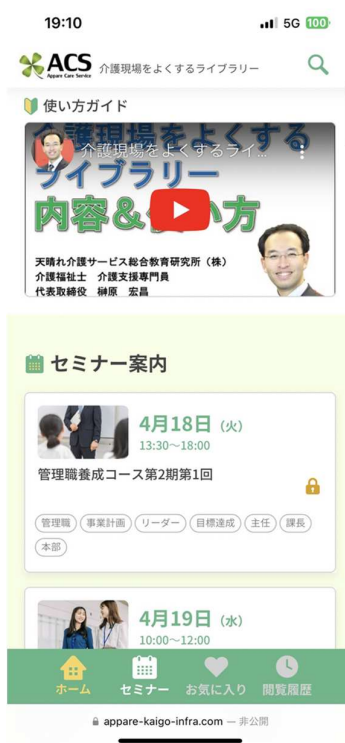 19:10
5G 100
ACS
Appare Care Service
介護現場をよくするライブラリー
使い方ガイド
介護現場をよくする
介護現場をよくするライ...
ライブラリー
内容&使い方
天晴れ介護サービス総合教育研究所（株）
介護福祉士 介護支援専門員
代表取締役 榊原 宏昌
セミナー案内
4月18日（火）
13:30～18:00
管理職養成コース第2期第1回
管理職 事業計画 リーダー 目標達成 主任 課長
本部
4月19日（水）
10:00～12:00
ホーム セミナー お気に入り 閲覧履歴
appare-kaigo-infra.com — 非公開